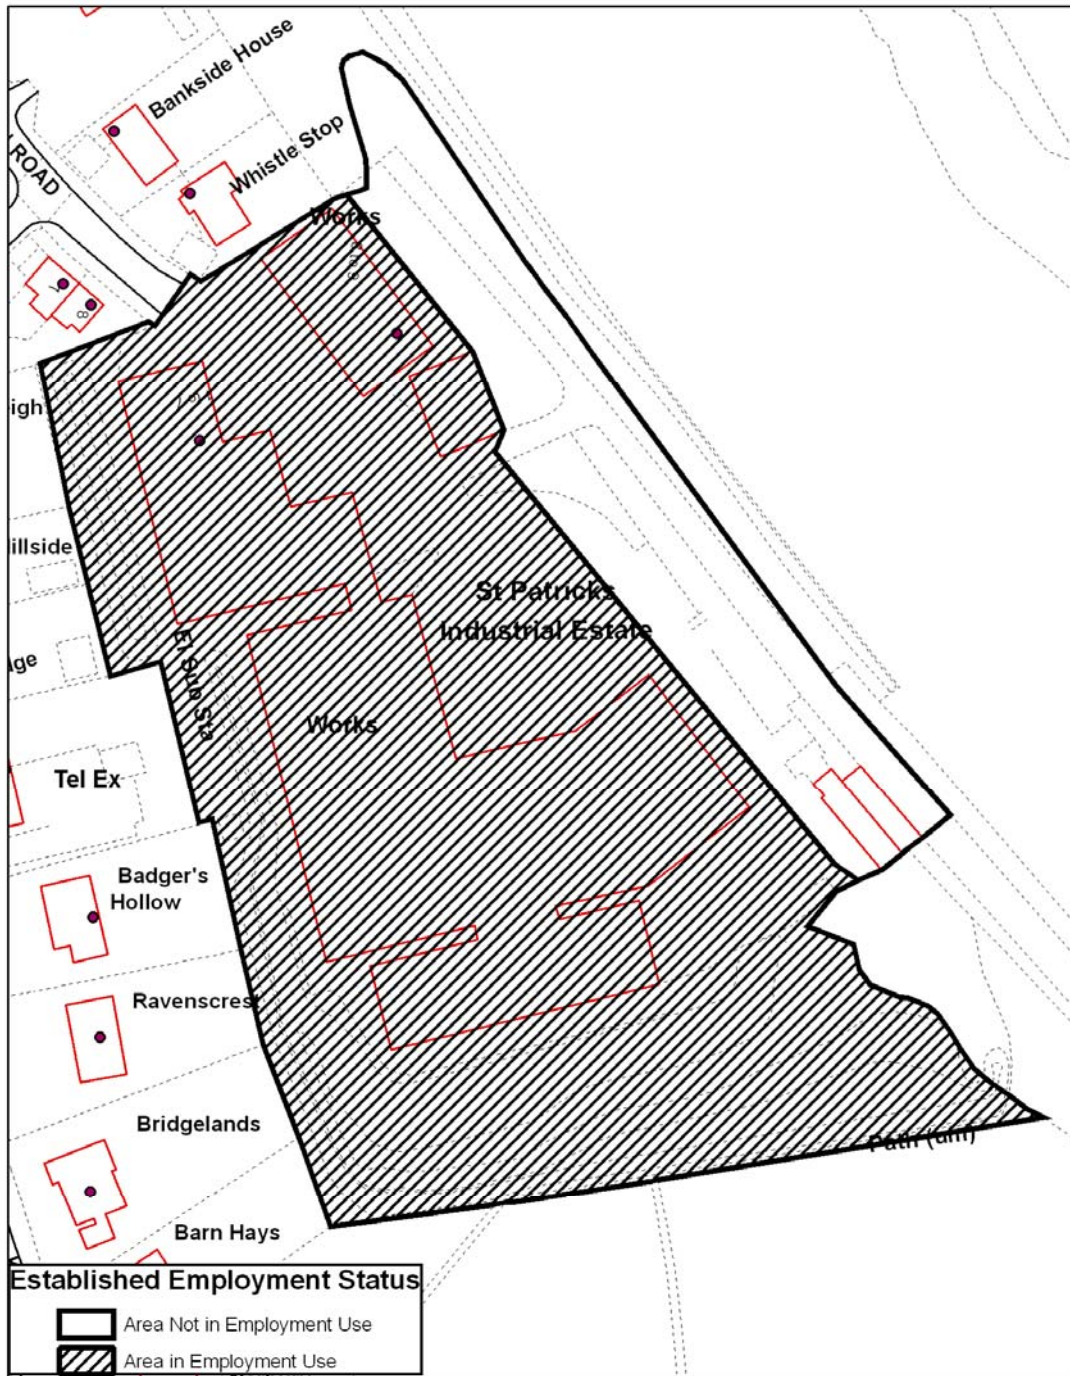 Bankside House
ROAD
Whistle Stop
Works
7
8
igh
illside
St Patricks
Industrial Estate
El Sub Sta
Works
Tel Ex
Badger's
Hollow
Ravenscrest
Bridgelands
Path (um)
Barn Hays
Established Employment Status
Area Not in Employment Use
Area in Employment Use